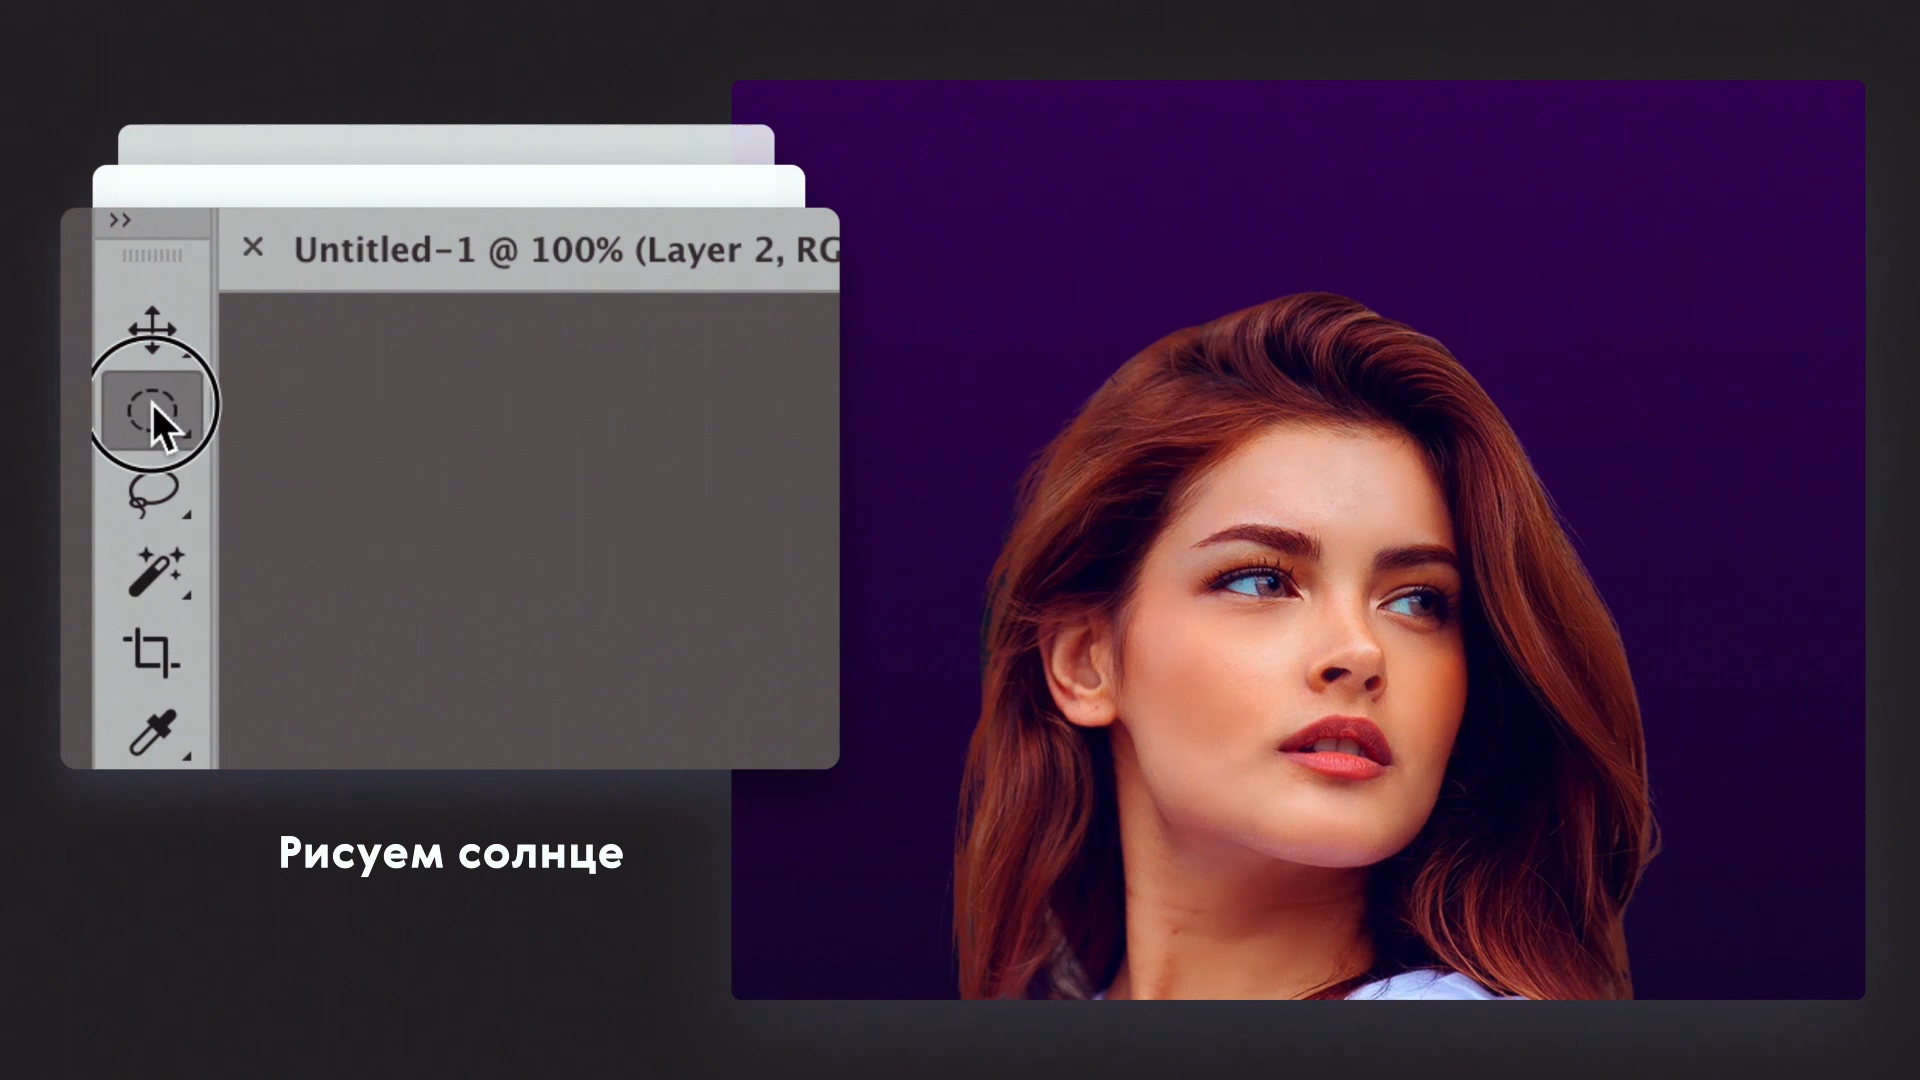 Untitled-1 @ 100% (Layer 2, RG
Рисуем солнце